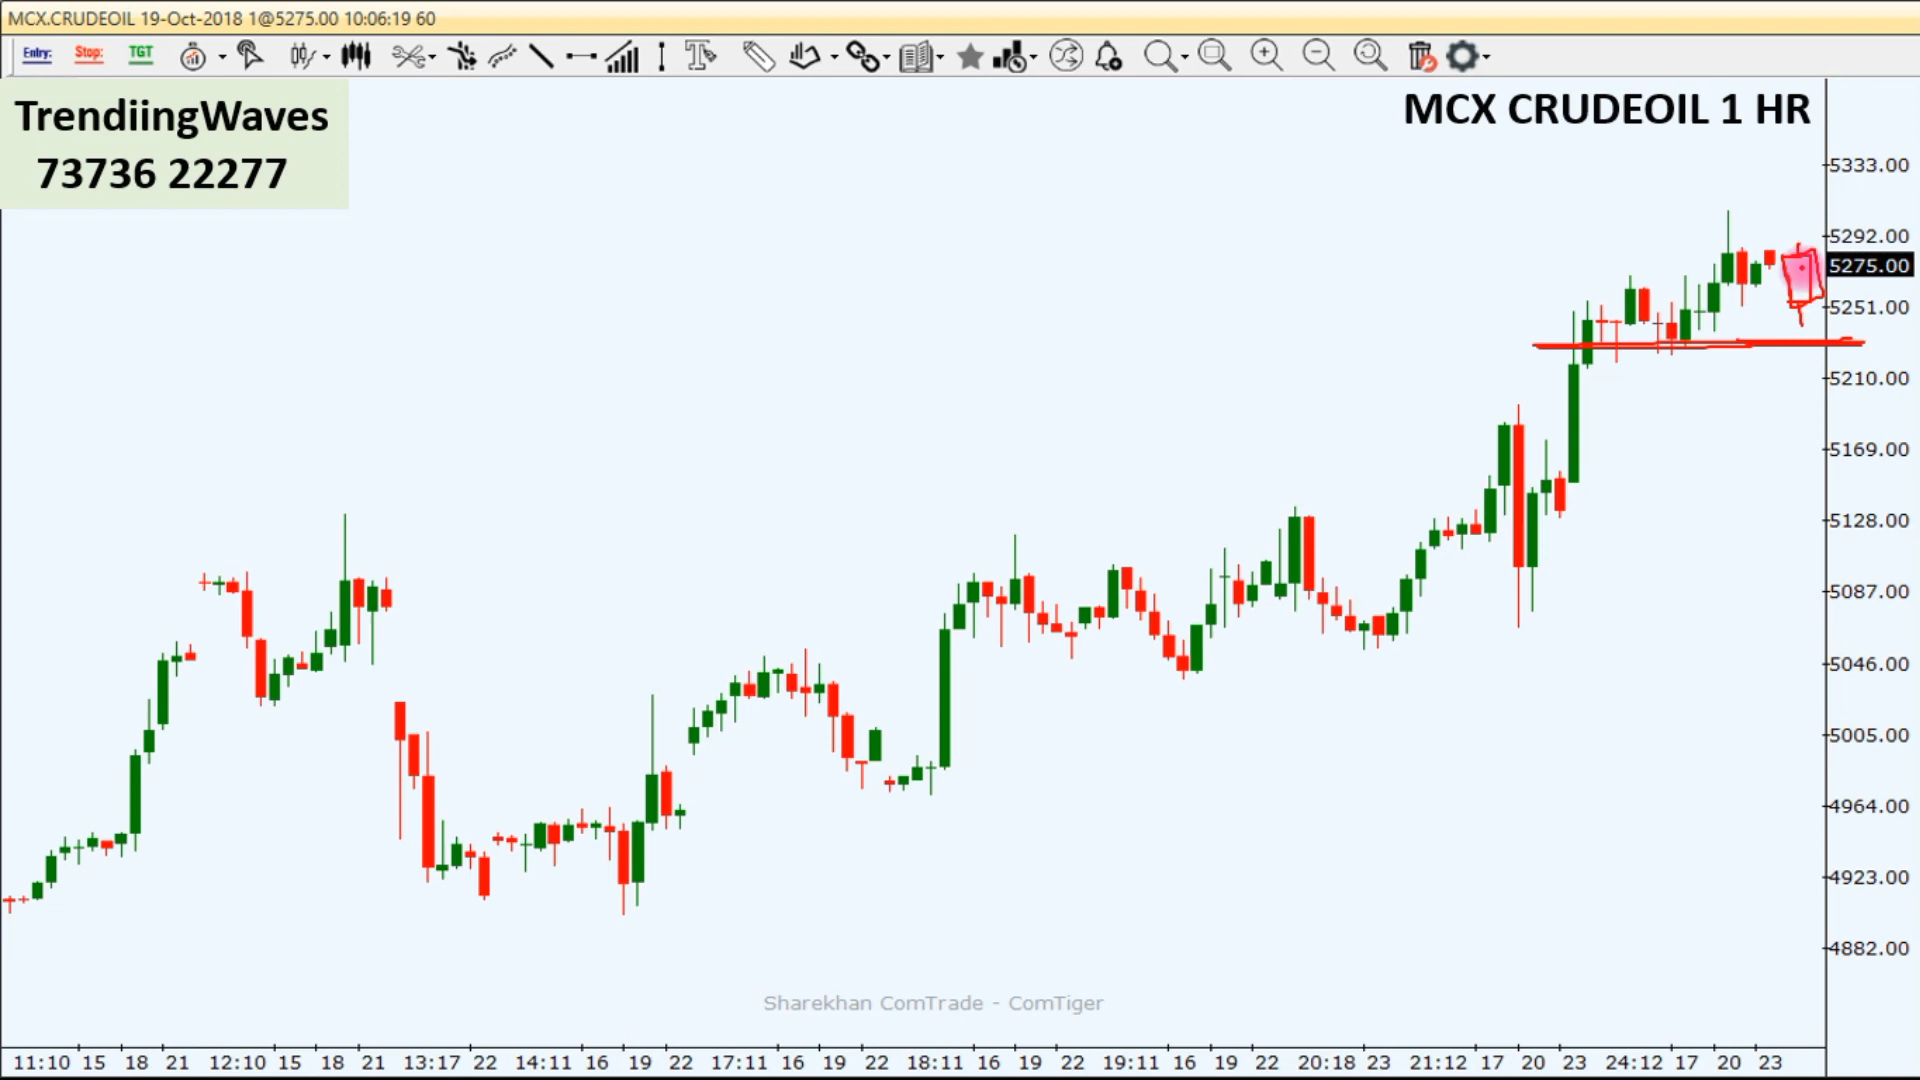 MCX.CRUDEOIL 19-Oct-2018 1@5275.00 10:06:19 60
Entry: Stop: TGT
TrendiingWaves
73736 22277
MCX CRUDEOIL 1 HR
5333.00
5292.00
5275.00
5251.00
5210.00
5169.00
5128.00
5087.00
5046.00
5005.00
4964.00
4923.00
4882.00
Sharekhan ComTrade - ComTiger
11:10 15 18 21 12:10 15 18 21 13:17 22 14:11 16 19 22 17:11 16 19 22 18:11 16 19 22 19:11 16 19 22 20:18 23 21:12 17 20 23 24:12 17 20 23